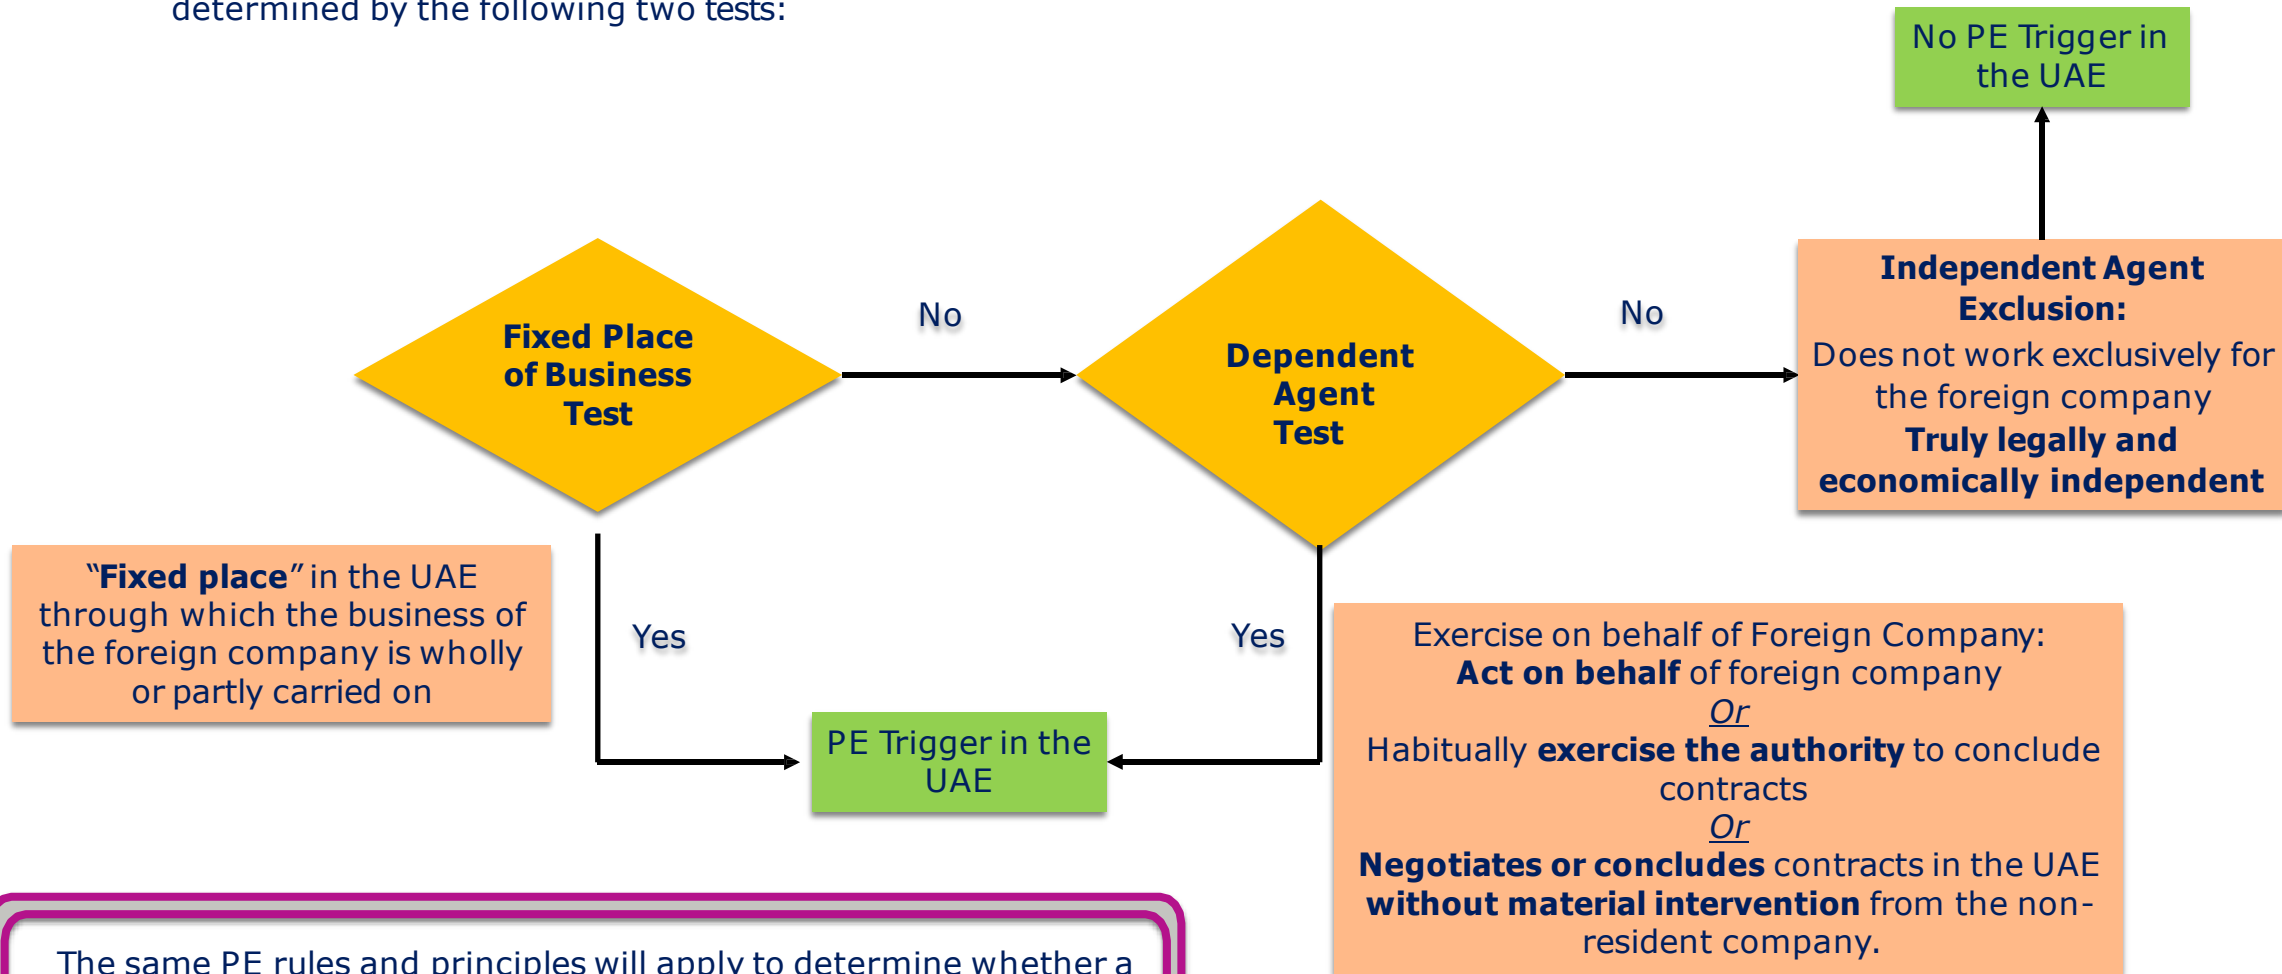 determined by the following two tests:
No PE Trigger in
the UAE
Fixed Place
of Business
Test
No
Dependent
Agent
Test
No
Independent Agent
Exclusion:
Does not work exclusively for
the foreign company
Truly legally and
economically independent
“Fixed place” in the UAE
through which the business of
the foreign company is wholly
or partly carried on
Yes
PE Trigger in the
UAE
Yes
Exercise on behalf of Foreign Company:
Act on behalf of foreign company
Or
Habitually exercise the authority to conclude
contracts
Or
Negotiates or concludes contracts in the UAE
without material intervention from the non-
resident company.
The same PE rules and principles will apply to determine whether a